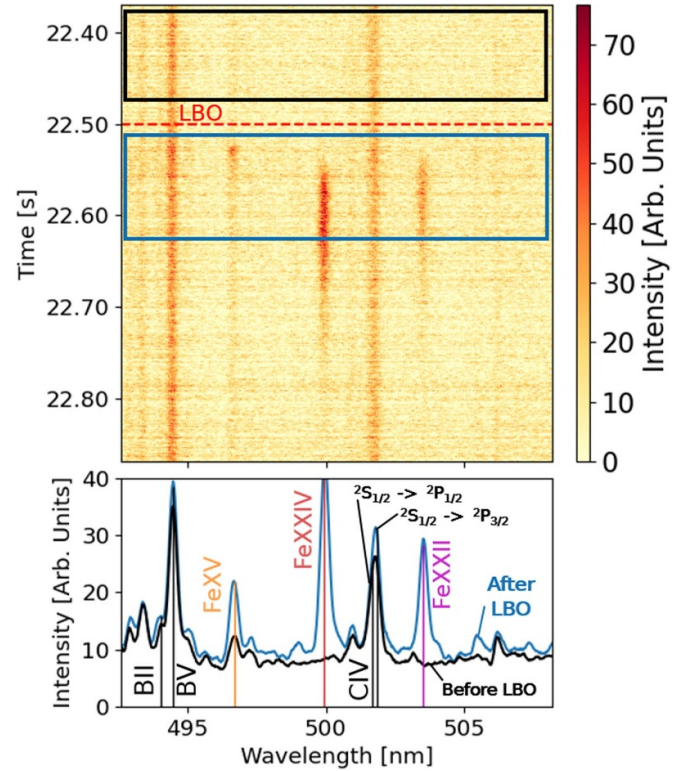 22.40
22.50
22.60
22.70
22.80
Time [s]
LBO
70
60
50
40
30
20
10
0
Intensity [Arb. Units]
40
30
20
10
0
Intensity [Arb. Units]
BII
BV
FeXV
FeXXIV
CIV
²S₁/₂ -> ²P₁/₂
²S₁/₂ -> ²P₃/₂
FeXXII
After
LBO
Before LBO
495
500
505
Wavelength [nm]